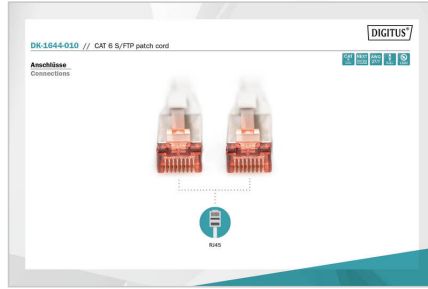 DIGITUS®
DK-1644-010 // CAT 6 S/FTP patch cord
Anschlüsse
Connections
RJ45